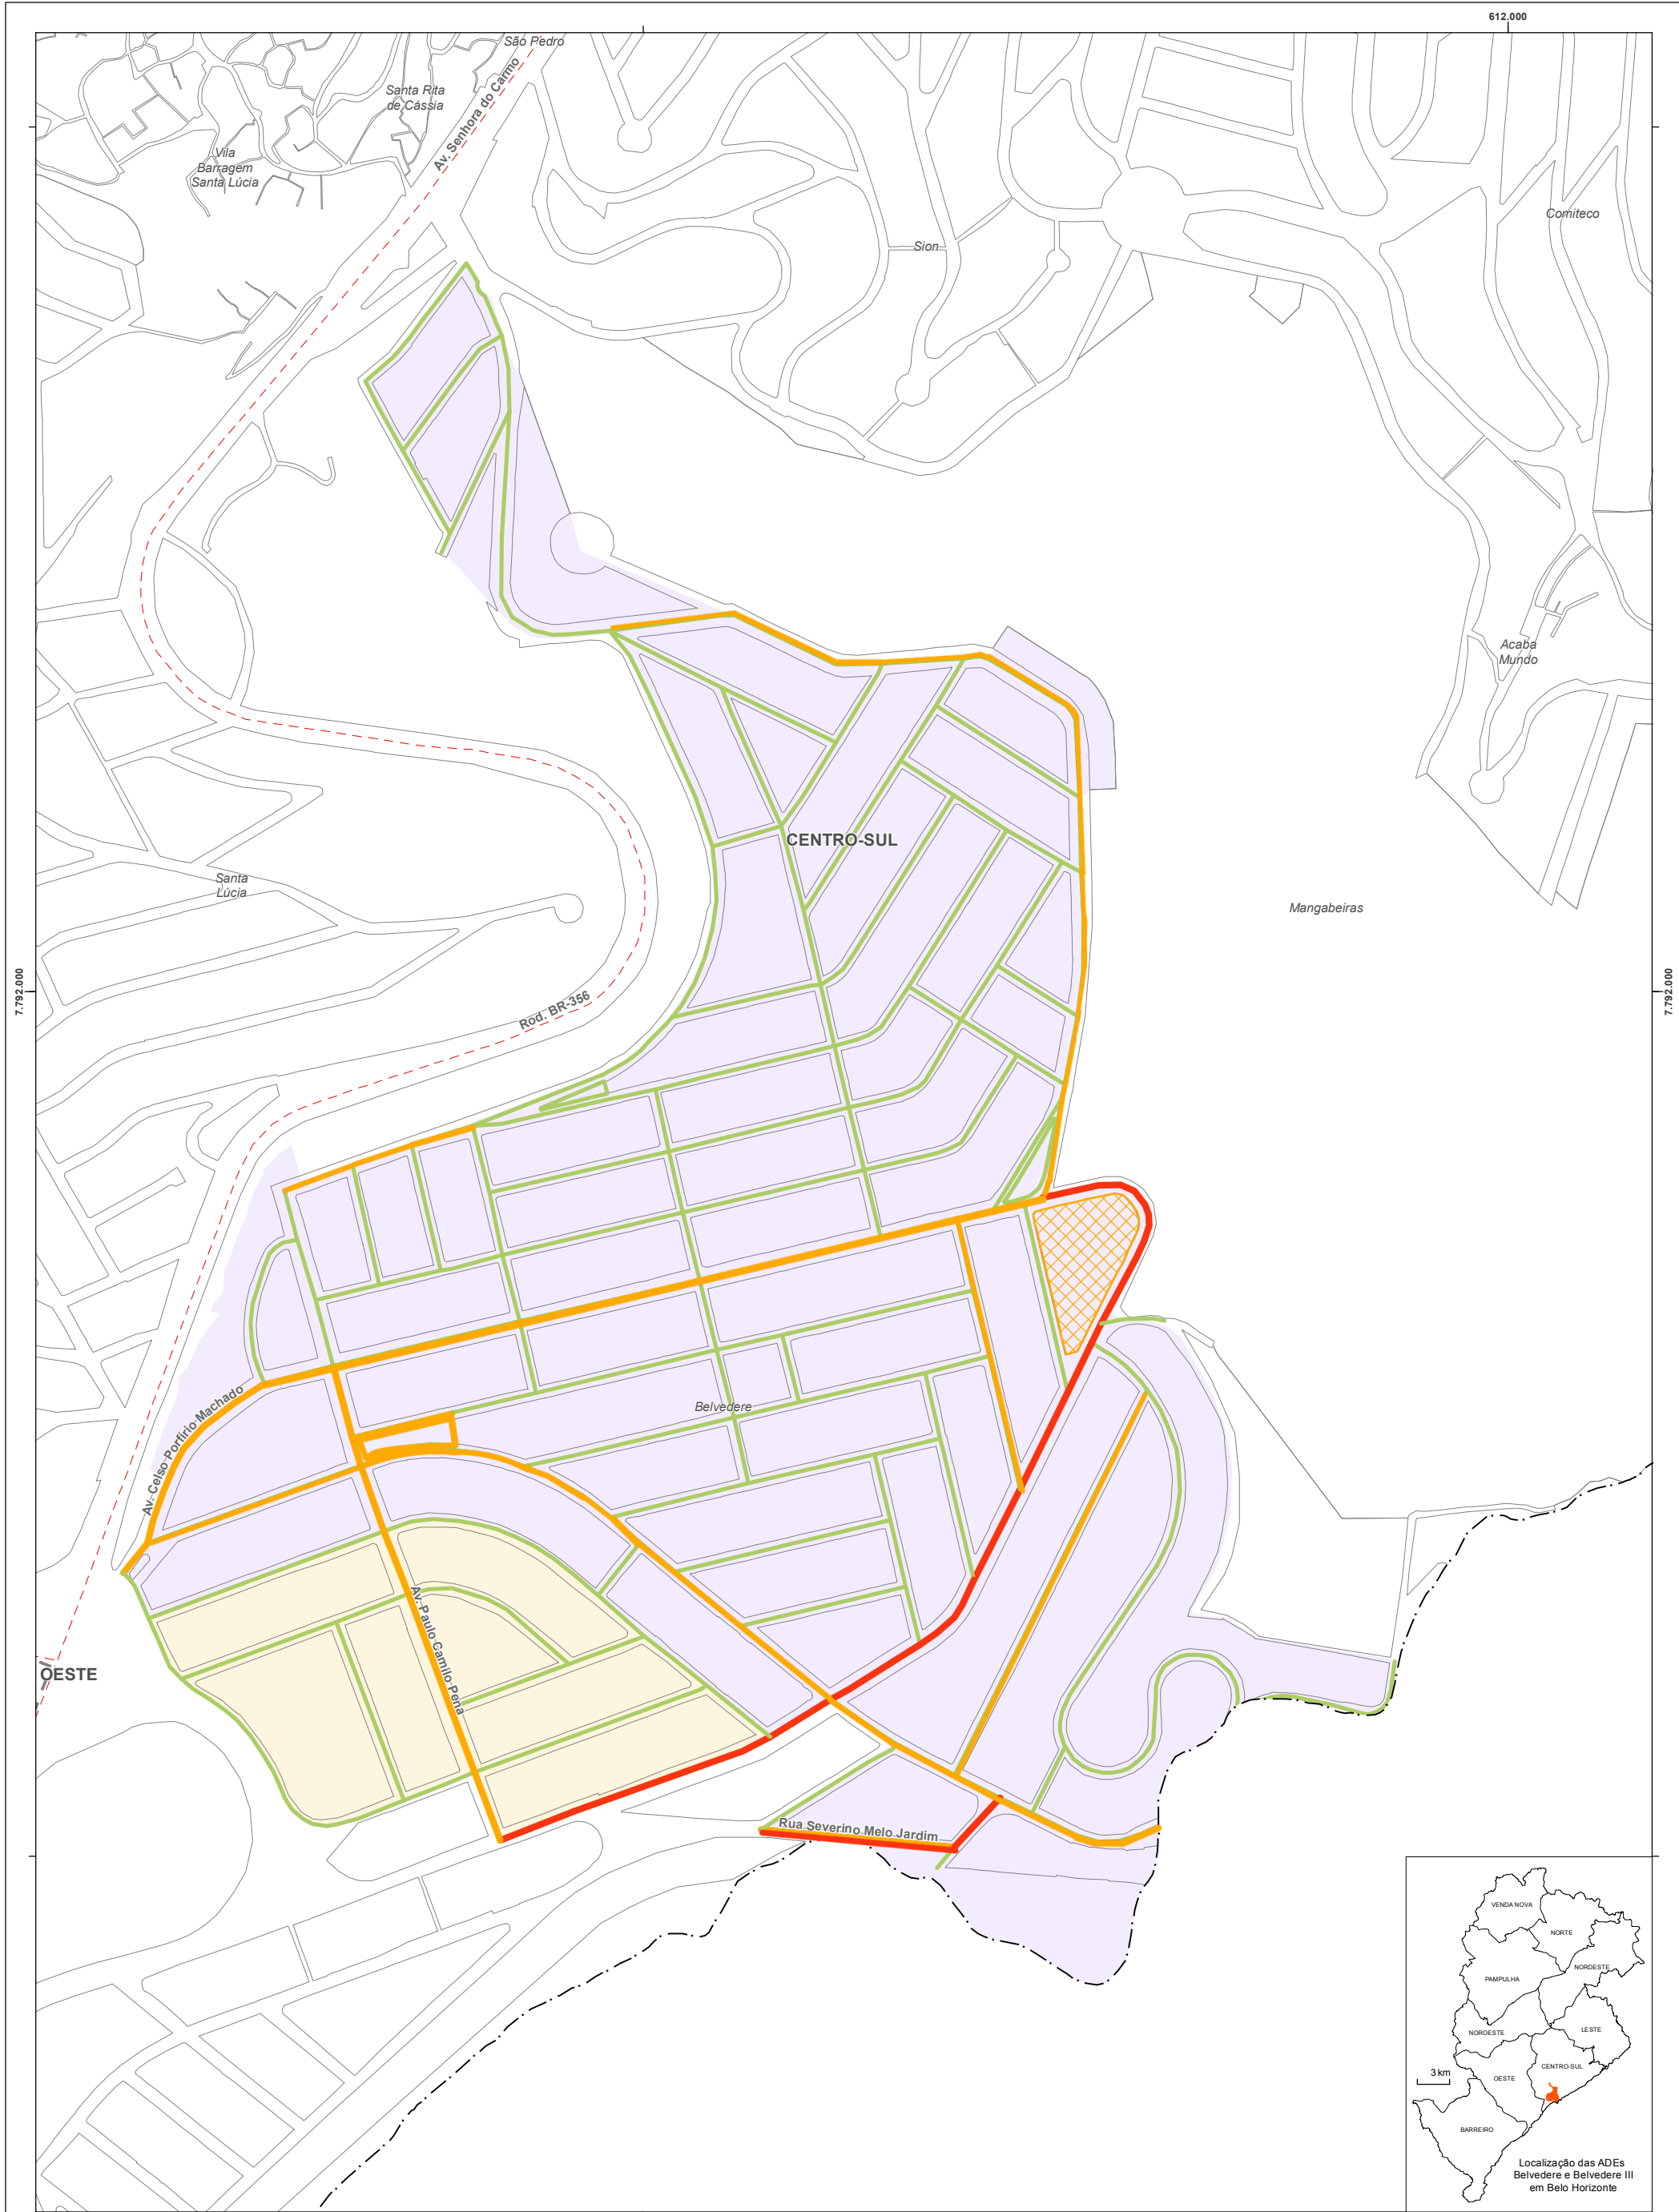 612.000
São Pedro
Av. Senhora do Carmo
Santa Rita
de Cássia
Vila
Barragem
Santa Lúcia
Comiteco
Sion
Acaba
Mundo
CENTRO-SUL
Santa
Lúcia
Mangabeiras
7.792.000
7.792.000
Rod. BR-356
Av. Celso Porfírio Machado
Belvedere
Av. Paulo Camilo Pena
OESTE
Rua Severino Melo Jardim
VENDA NOVA
NORTE
NORDESTE
PAMPULHA
NOROESTE
LESTE
CENTRO-SUL
3 km
OESTE
BARREIRO
Localização das ADEs
Belvedere e Belvedere III
em Belo Horizonte